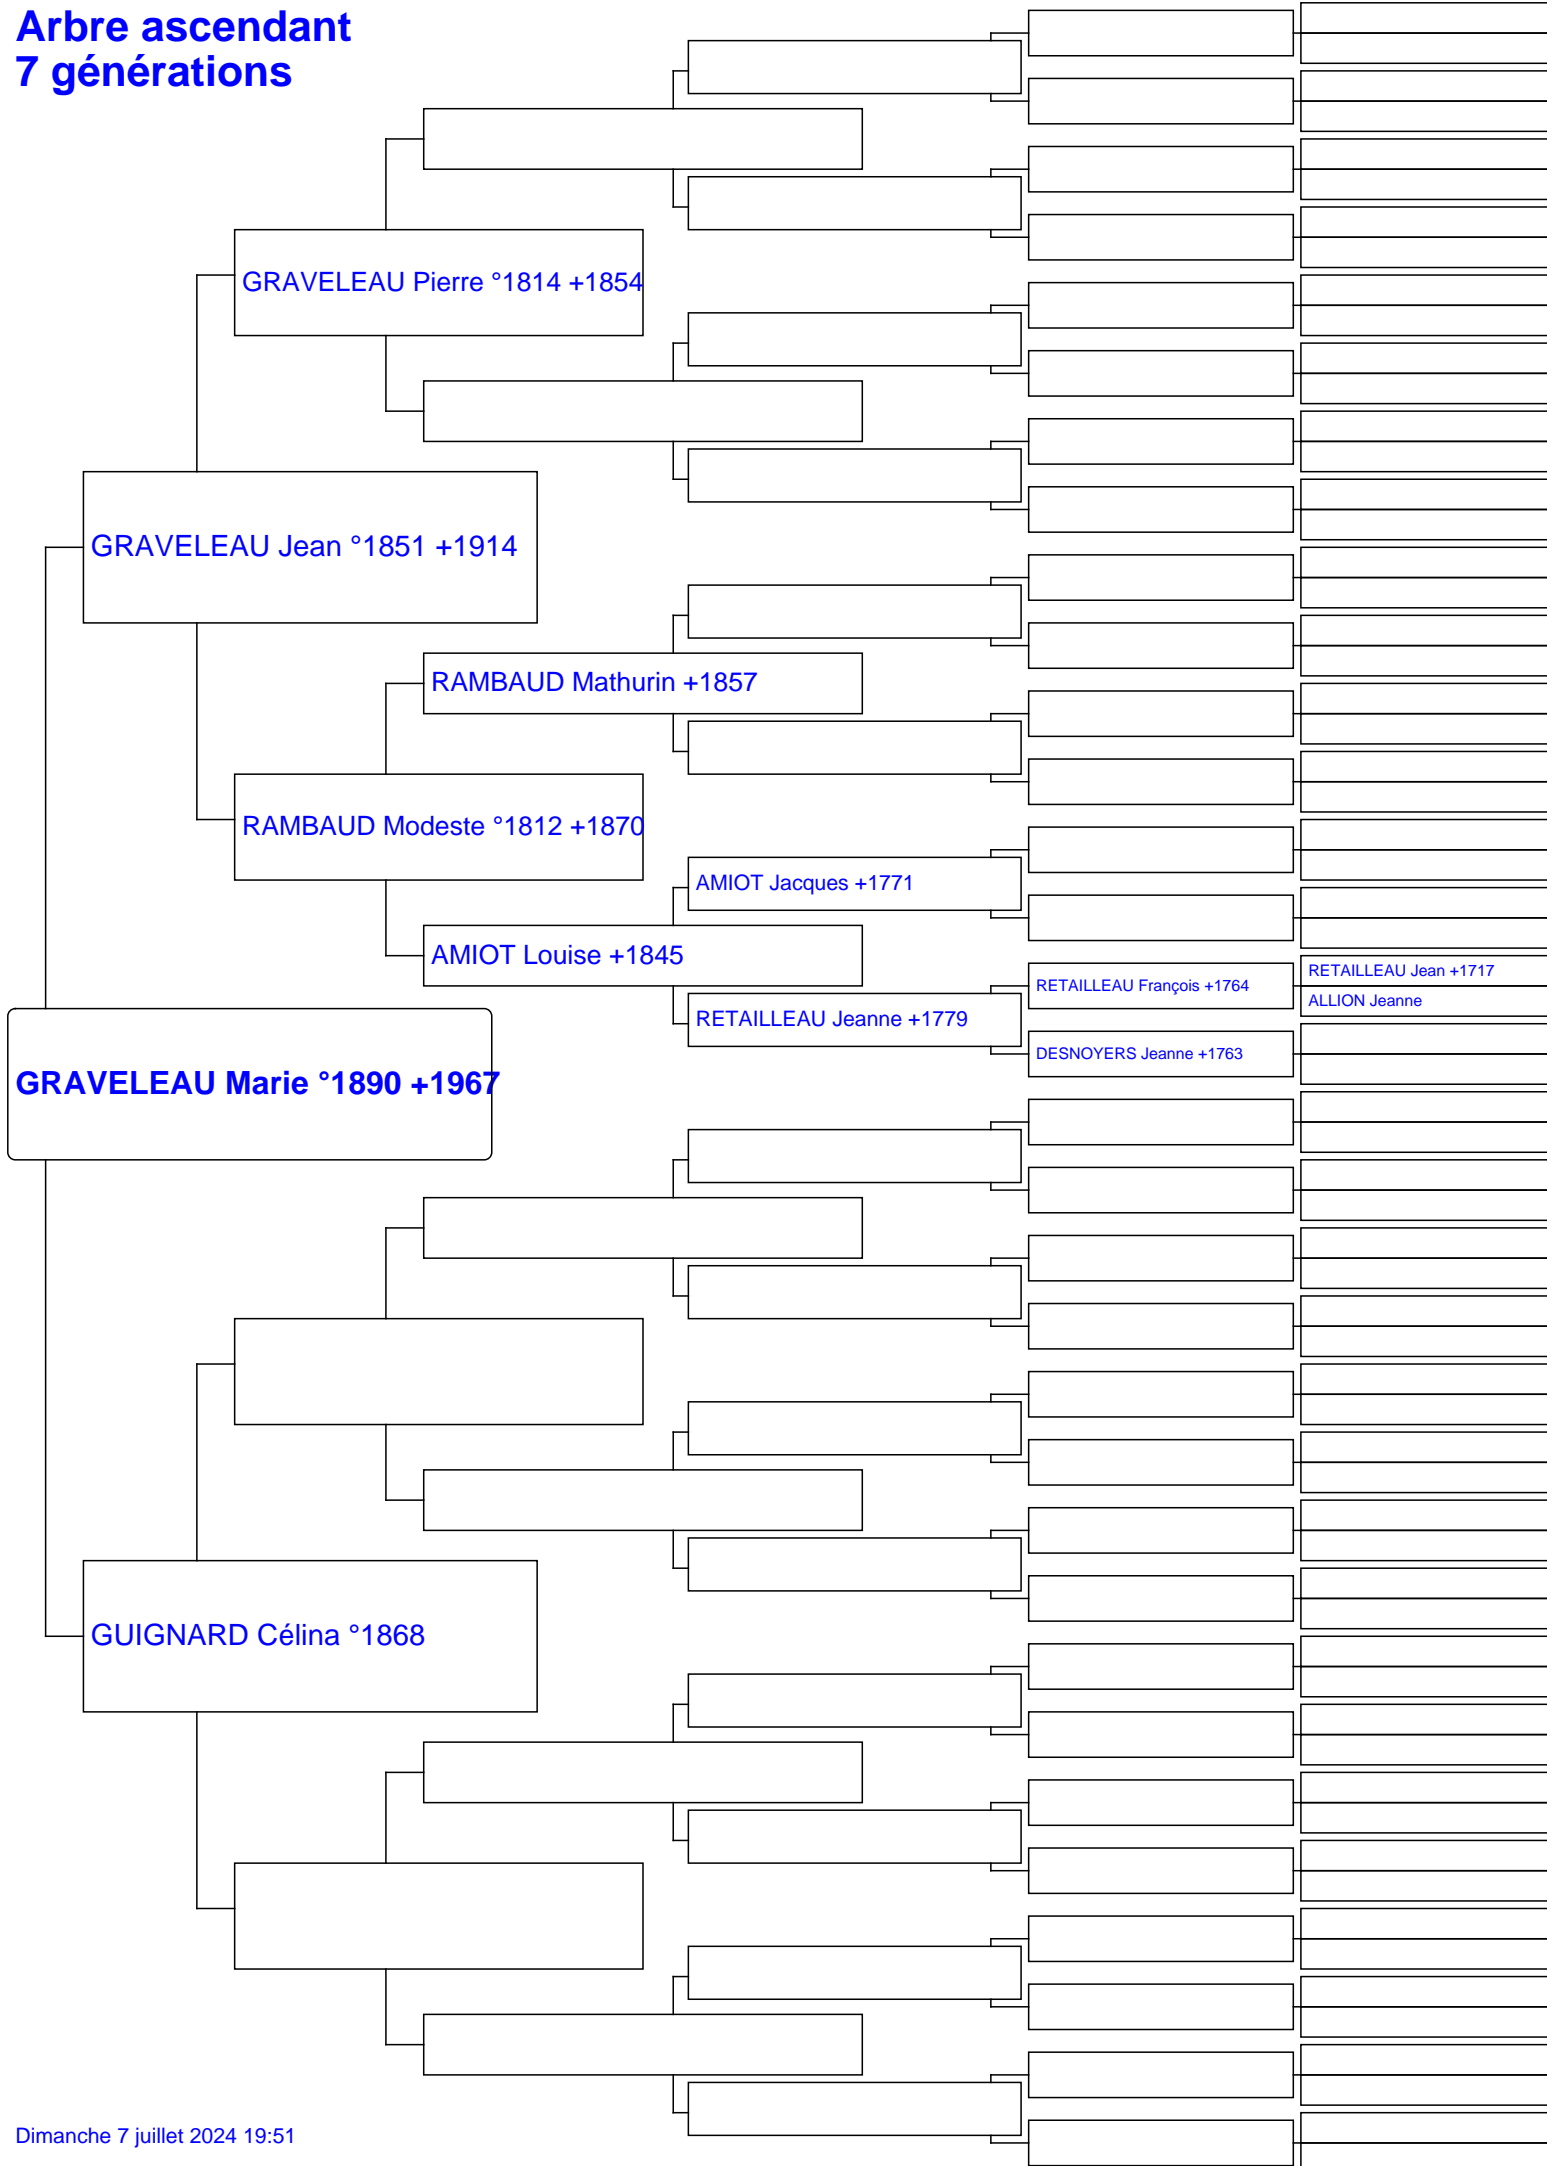 Arbre ascendant
7 générations
GRAVELEAU Pierre °1814 +1854
GRAVELEAU Jean °1851 +1914
RAMBAUD Mathurin +1857
RAMBAUD Modeste °1812 +1870
AMIOT Jacques +1771
AMIOT Louise +1845
RETAILLEAU Jean +1717
RETAILLEAU François +1764
ALLION Jeanne
RETAILLEAU Jeanne +1779
DESNOYERS Jeanne +1763
GRAVELEAU Marie °1890 +1967
GUIGNARD Célina °1868
Dimanche 7 juillet 2024 19:51